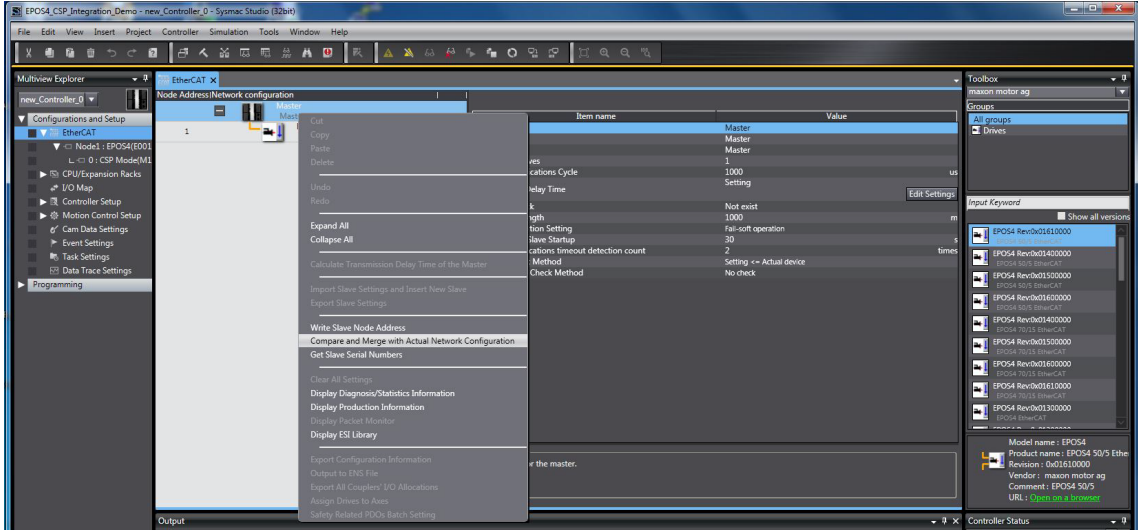 EPOS4_CSP_Integration_Demo - new_Controller_0 - Sysmac Studio (32bit)
File Edit View Insert Project Controller Simulation Tools Window Help
Multiview Explorer
new_Controller_0
Configurations and Setup
EtherCAT
Node1 : EPOS4(E001
0 : CSP Mode(M1
CPU/Expansion Racks
I/O Map
Controller Setup
Motion Control Setup
Cam Data Settings
Event Settings
Task Settings
Data Trace Settings
Programming
EtherCAT
Node Address|Network configuration
Master
Mast
1
Cut
Copy
Paste
Delete
Undo
Redo
Expand All
Collapse All
Calculate Transmission Delay Time of the Master
Import Slave Settings and Insert New Slave
Export Slave Settings
Write Slave Node Address
Compare and Merge with Actual Network Configuration
Get Slave Serial Numbers
Clear All Settings
Display Diagnosis/Statistics Information
Display Production Information
Display Packet Monitor
Display ESI Library
Export Configuration Information
Output to ENS File
Export All Couplers' I/O Allocations
Assign Drives to Axes
Safety Related PDOs Batch Setting
Item name Value
Master
Master
Master
ves 1
cations Cycle 1000 us
elay Time Setting
Edit Settings
k Not exist
ngth 1000 m
tion Setting Fail-soft operation
lave Startup 30 s
cations timeout detection count 2 times
Method Setting <= Actual device
Check Method No check
r the master.
Output
Toolbox
maxon motor ag
Groups
All groups
Drives
Input Keyword
Show all versions
EPOS4 Rev:0x01610000
EPOS4 Rev:0x01400000
EPOS4 50/5 EtherCAT
EPOS4 Rev:0x01500000
EPOS4 50/5 EtherCAT
EPOS4 Rev:0x01600000
EPOS4 50/5 EtherCAT
EPOS4 Rev:0x01400000
EPOS4 70/15 EtherCAT
EPOS4 Rev:0x01500000
EPOS4 70/15 EtherCAT
EPOS4 Rev:0x01600000
EPOS4 70/15 EtherCAT
EPOS4 Rev:0x01610000
EPOS4 70/15 EtherCAT
EPOS4 Rev:0x01300000
EPOS4 EtherCAT
Model name : EPOS4
Product name : EPOS4 50/5 Ether
Revision : 0x01610000
Vendor : maxon motor ag
Comment : EPOS4 50/5
URL : Open on a browser
Controller Status